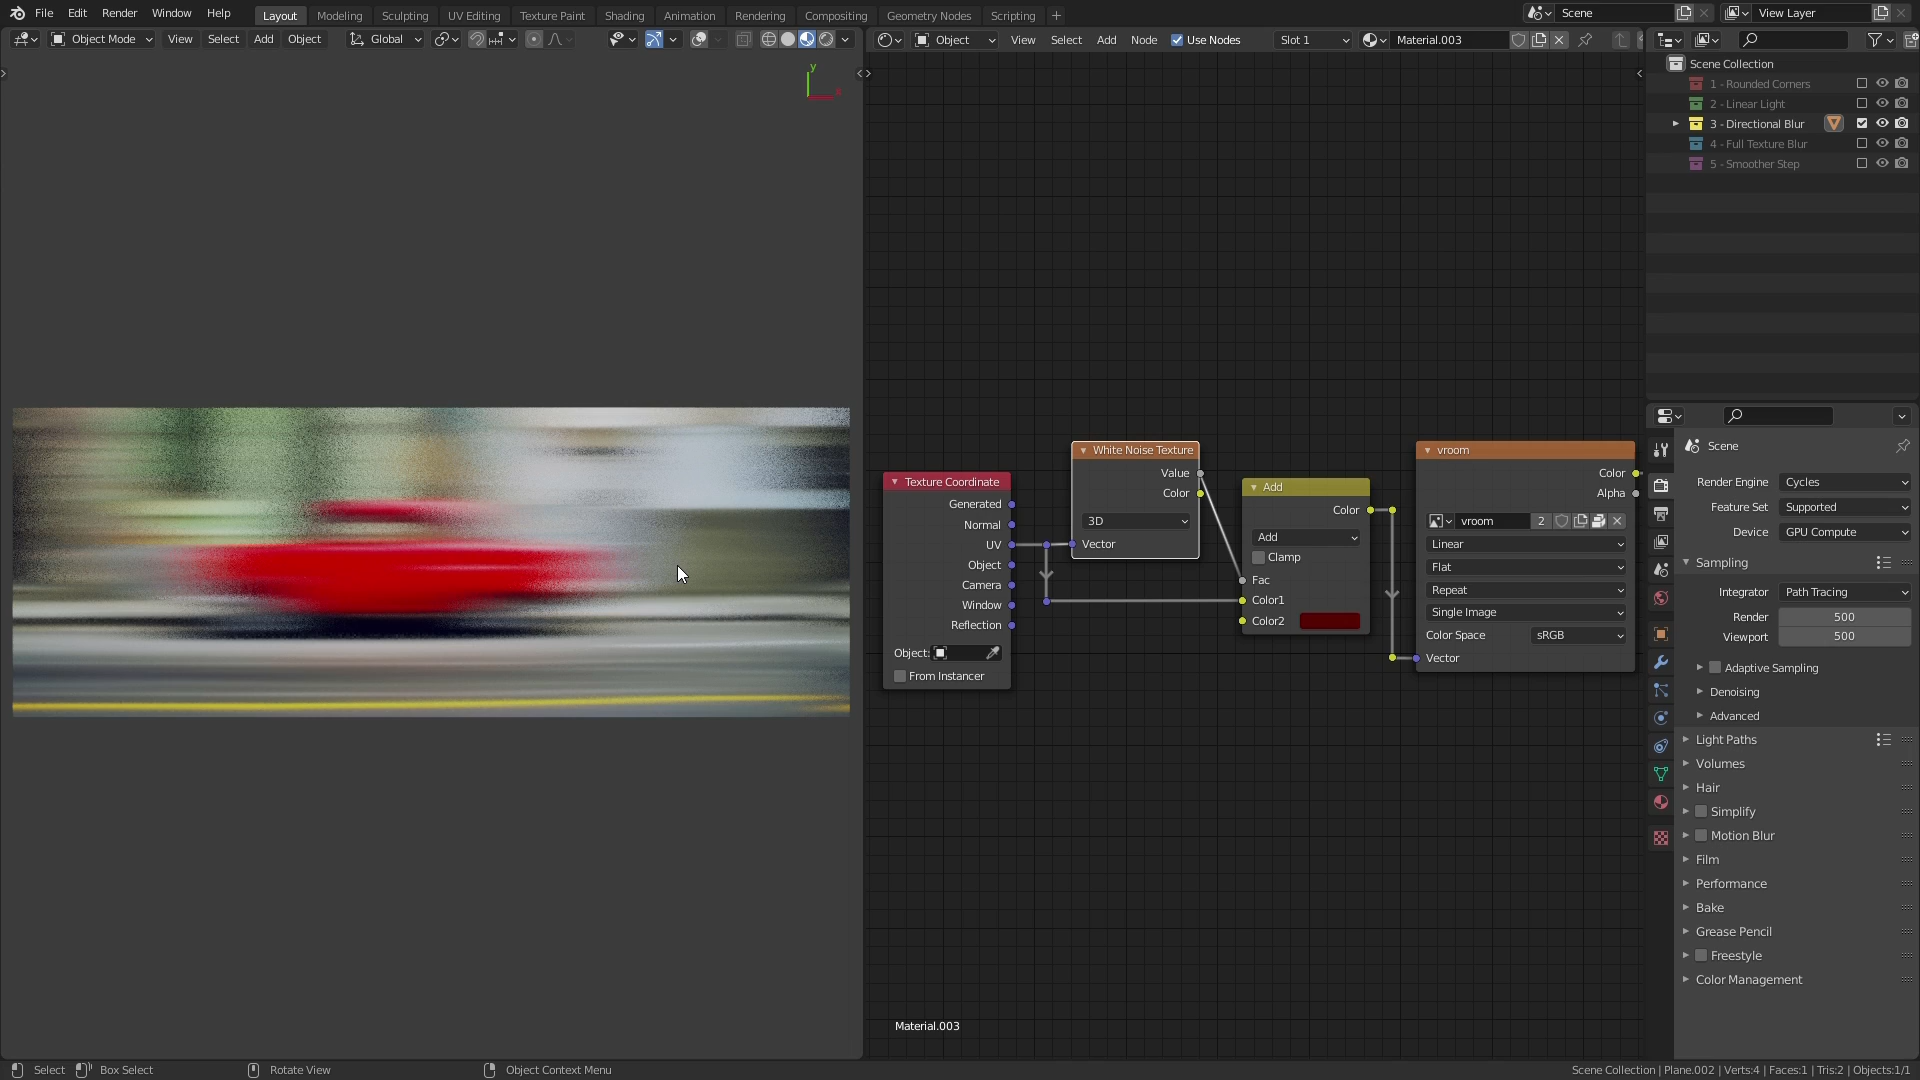 File Edit Render Window Help
Layout Modeling Sculpting UV Editing Texture Paint Shading Animation Rendering Compositing Geometry Nodes Scripting +
Scene
View Layer
Object Mode View Select Add Object Global
Object View Select Add Node Use Nodes Slot 1 Material.003
y
x
Scene Collection
1 - Rounded Corners
2 - Linear Light
3 - Directional Blur
4 - Full Texture Blur
5 - Smoother Step
Texture Coordinate
Generated
Normal
UV
Object
Camera
Window
Reflection
Object:
From Instancer
White Noise Texture
Value
Color
3D
Vector
Add
Color
Add
Clamp
Fac
Color1
Color2
vroom
Color
Alpha
vroom 2
Linear
Flat
Repeat
Single Image
Color Space sRGB
Vector
Material.003
Scene
Render Engine Cycles
Feature Set Supported
Device GPU Compute
Sampling
Integrator Path Tracing
Render 500
Viewport 500
Adaptive Sampling
Denoising
Advanced
Light Paths
Volumes
Hair
Simplify
Motion Blur
Film
Performance
Bake
Grease Pencil
Freestyle
Color Management
Select Box Select Rotate View Object Context Menu
Scene Collection | Plane.002 | Verts:4 | Faces:1 | Tris:2 | Objects:1/1